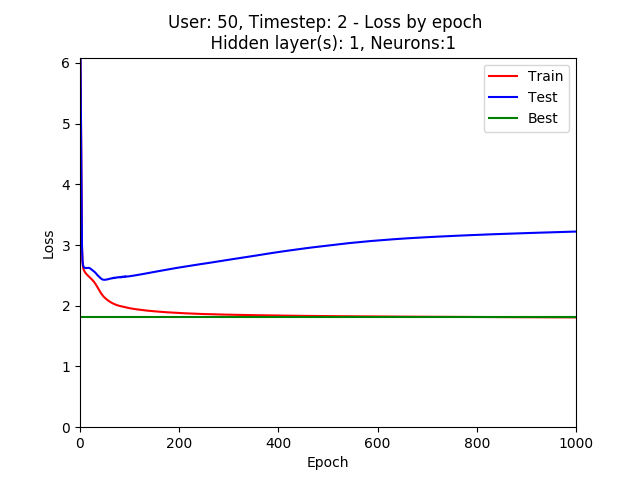 User: 50, Timestep: 2 - Loss by epoch
Hidden layer(s): 1, Neurons:1
Train
Test
Best
6
5
4
3
2
1
0
Loss
0
200
400
600
800
1000
Epoch